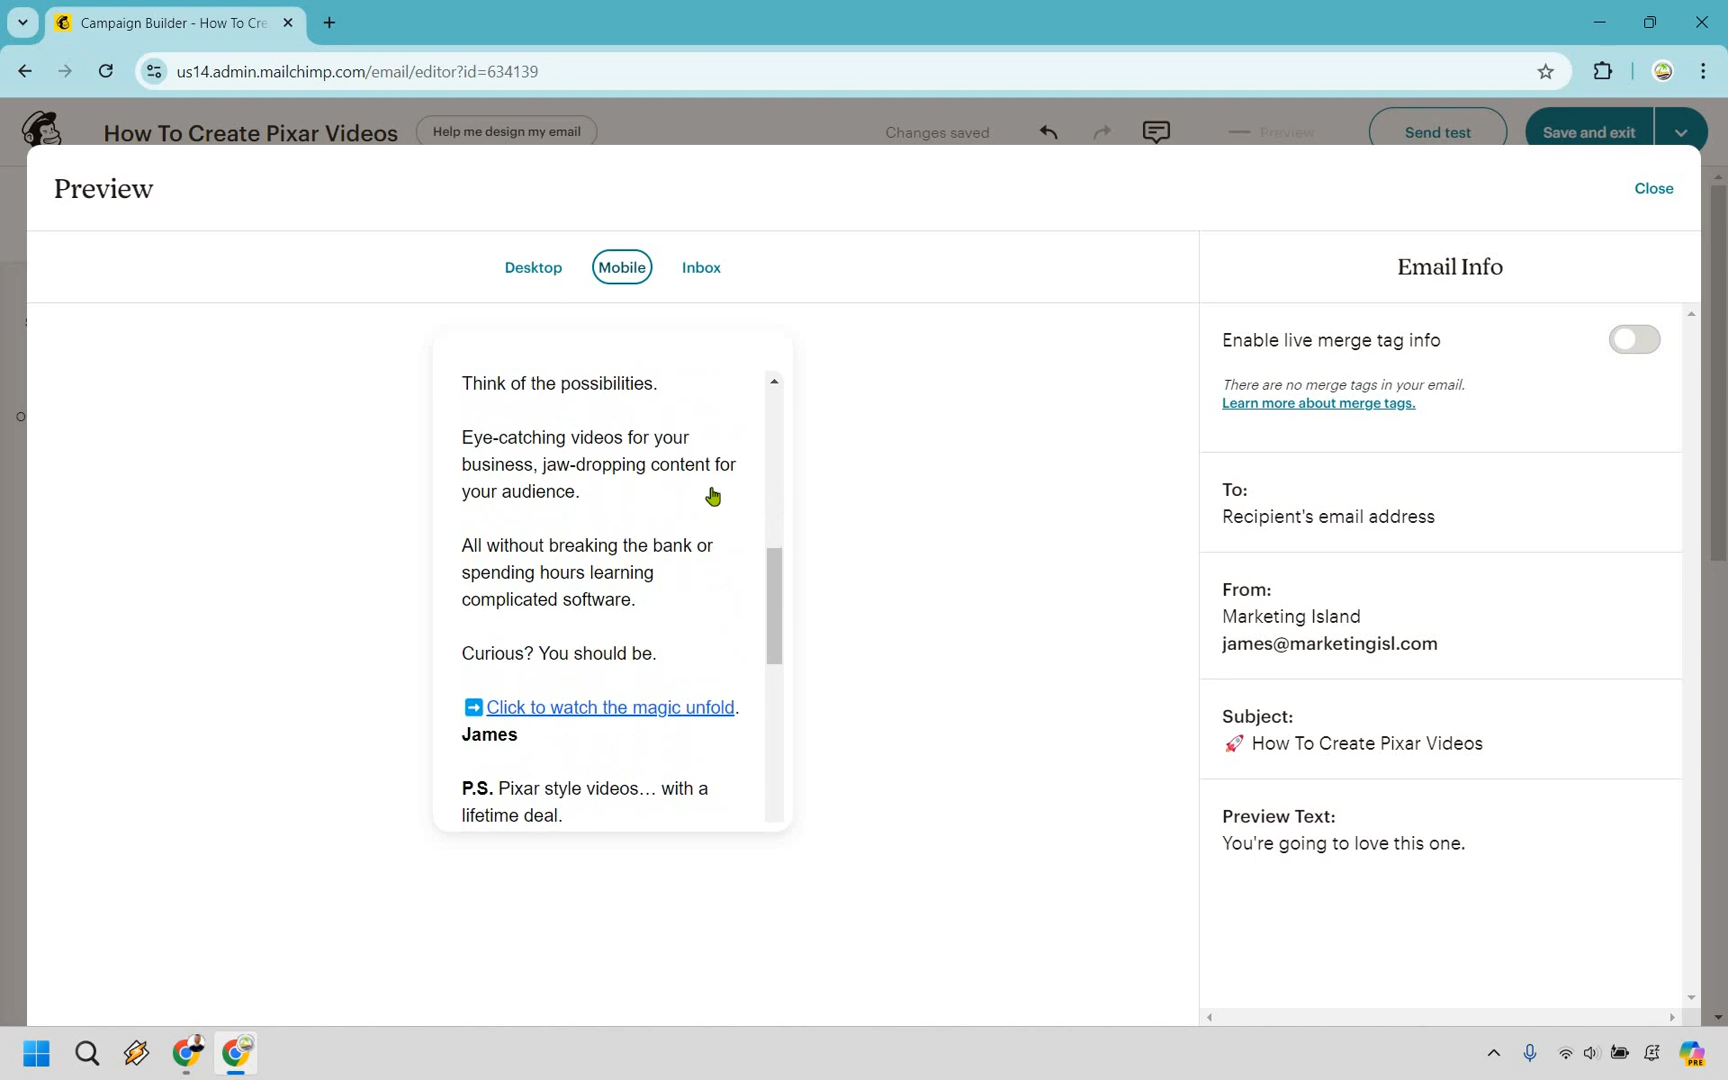 Campaign Builder - How To Cre
us14.admin.mailchimp.com/email/editor?id=634139
How To Create Pixar Videos
Help me design my email
Changes saved
Preview
Send test
Save and exit
Preview
Close
Desktop
Mobile
Inbox
Email Info
Think of the possibilities.
Eye-catching videos for your
business, jaw-dropping content for
your audience.
All without breaking the bank or
spending hours learning
complicated software.
Curious? You should be.
➡️Click to watch the magic unfold.
James
P.S. Pixar style videos… with a
lifetime deal.
Enable live merge tag info
There are no merge tags in your email.
Learn more about merge tags.
To:
Recipient's email address
From:
Marketing Island
james@marketingisl.com
Subject:
🚀 How To Create Pixar Videos
Preview Text:
You're going to love this one.
PRE